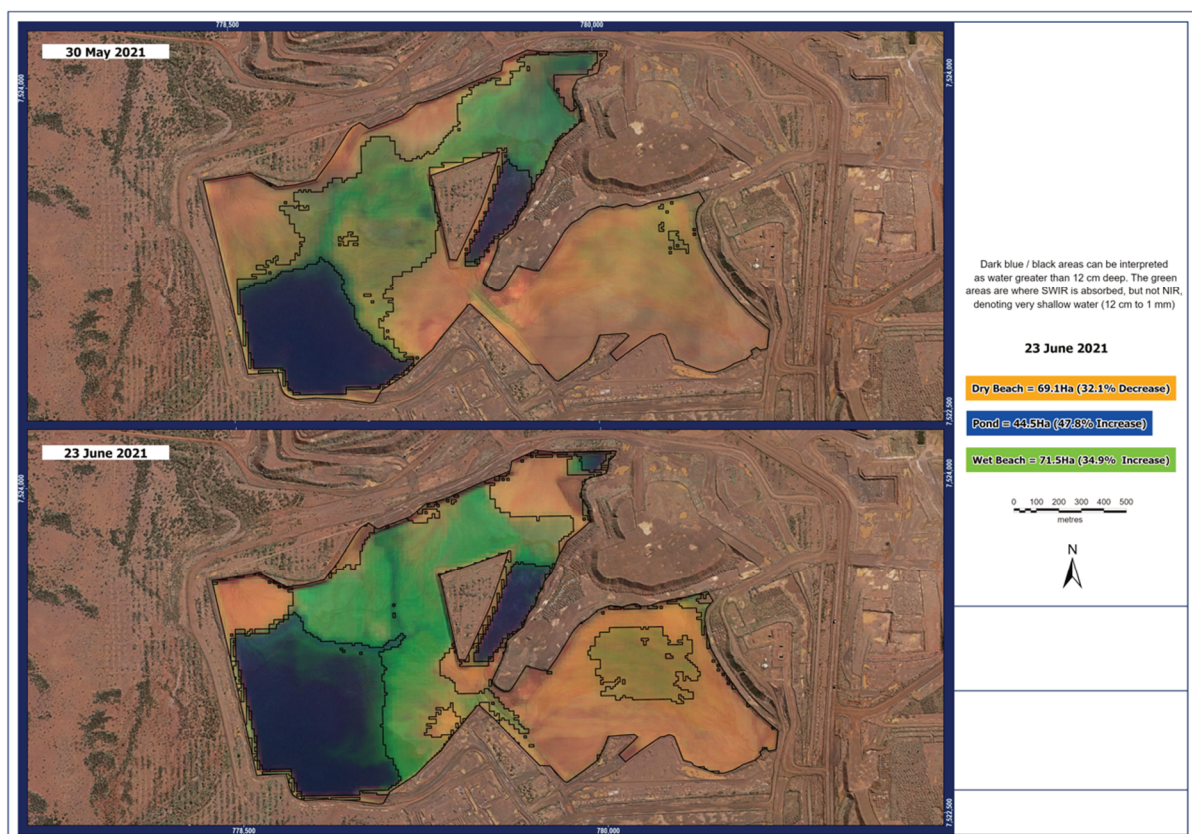 778,500
780,000
30 May 2021
7,524,000
7,524,000
7,522,500
23 June 2021
7,524,000
7,524,000
7,522,500
778,500
780,000
Dark blue / black areas can be interpreted
as water greater than 12 cm deep. The green
areas are where SWIR is absorbed, but not NIR,
denoting very shallow water (12 cm to 1 mm)
23 June 2021
Dry Beach = 69.1Ha (32.1% Decrease)
Pond = 44.5Ha (47.8% Increase)
Wet Beach = 71.5Ha (34.9% Increase)
0 100 200 300 400 500
metres
N